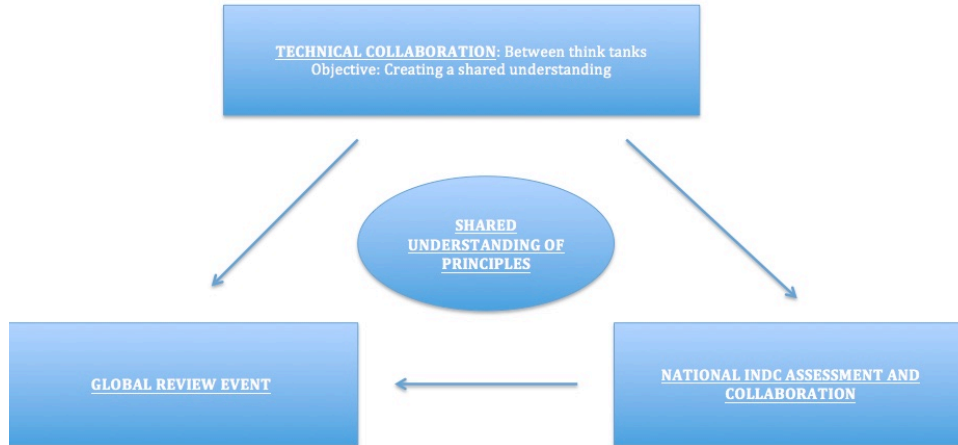 TECHNICAL COLLABORATION: Between think tanks
Objective: Creating a shared understanding
SHARED
UNDERSTANDING OF
PRINCIPLES
GLOBAL REVIEW EVENT
NATIONAL INDC ASSESSMENT AND
COLLABORATION